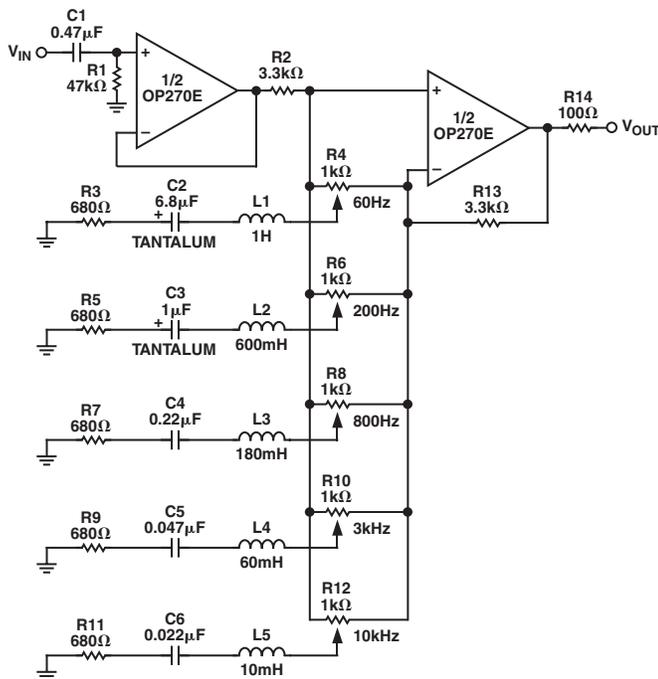 C1
0.47µF
V_IN
+
R1
47kΩ
1/2
OP270E
−
R2
3.3kΩ
+
1/2
OP270E
−
R14
100Ω
V_OUT
R13
3.3kΩ
R3
680Ω
C2
6.8µF
+
TANTALUM
L1
1H
R4
1kΩ
60Hz
R5
680Ω
C3
1µF
+
TANTALUM
L2
600mH
R6
1kΩ
200Hz
R7
680Ω
C4
0.22µF
L3
180mH
R8
1kΩ
800Hz
R9
680Ω
C5
0.047µF
L4
60mH
R10
1kΩ
3kHz
R11
680Ω
C6
0.022µF
L5
10mH
R12
1kΩ
10kHz